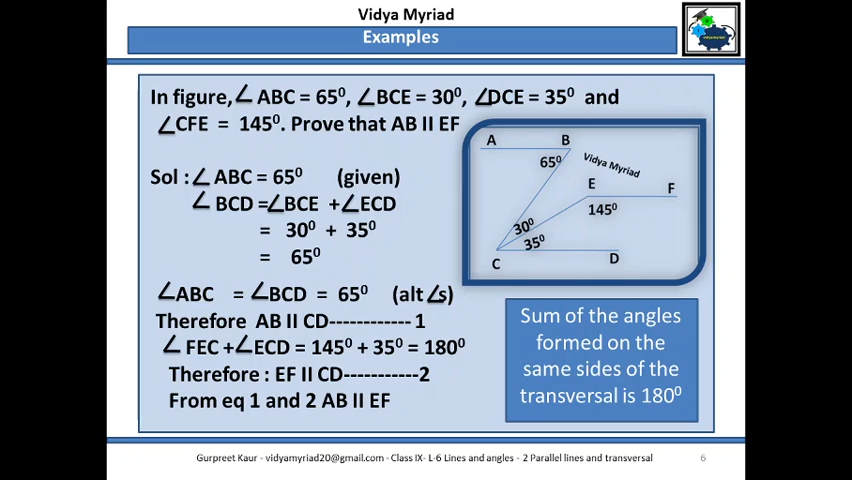 Vidya Myriad
Examples
vidyamyriad
In figure, ∠ ABC = 65⁰, ∠BCE = 30⁰, ∠DCE = 35⁰ and
∠CFE = 145⁰. Prove that AB II EF
Sol : ∠ ABC = 65⁰ (given)
∠ BCD =∠BCE +∠ECD
= 30⁰ + 35⁰
= 65⁰
∠ABC = ∠BCD = 65⁰ (alt ∠s)
Therefore AB II CD------------ 1
∠ FEC +∠ECD = 145⁰ + 35⁰ = 180⁰
Therefore : EF II CD-----------2
From eq 1 and 2 AB II EF
A B
65⁰
Vidya Myriad
E F
145⁰
30⁰
35⁰
C D
Sum of the angles
formed on the
same sides of the
transversal is 180⁰
Gurpreet Kaur - vidyamyriad20@gmail.com - Class IX- L-6 Lines and angles - 2 Parallel lines and transversal
6